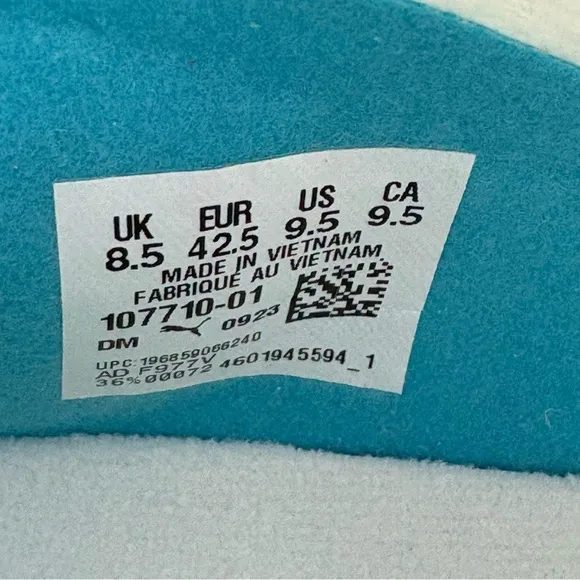 UK EUR US CA
8.5 42.5 9.5 9.5
MADE IN VIETNAM
FABRIQUE AU VIETNAM
107710-01
DM 0923
UPC:196859066240
AD F977V
36%00072 4601945594_1